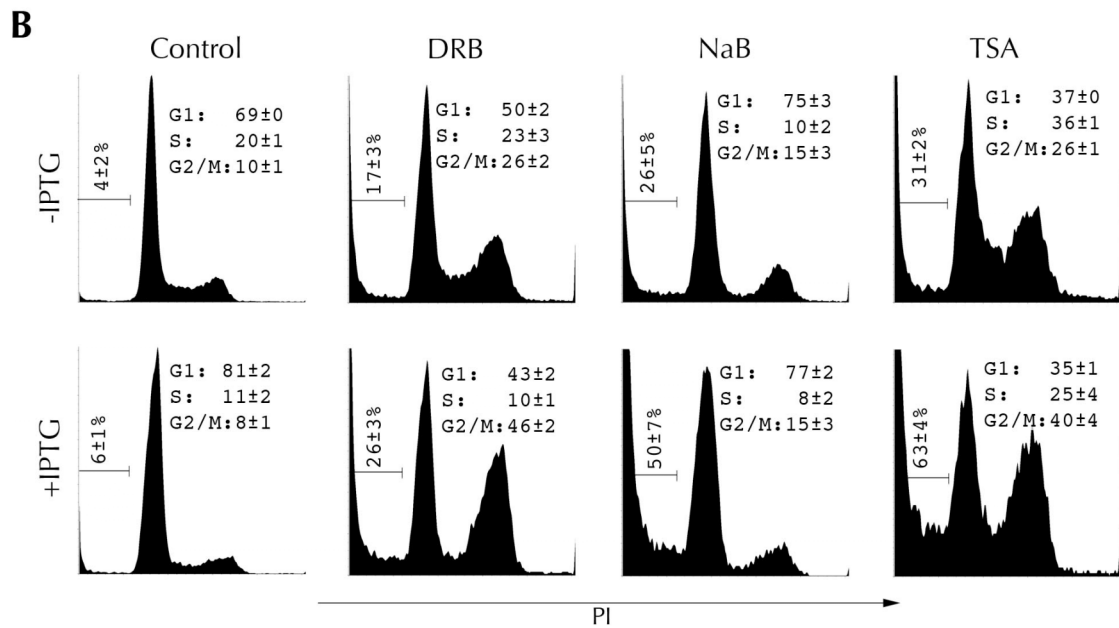 B
Control
DRB
NaB
TSA
-IPTG
4±2%
G1: 69±0
S: 20±1
G2/M:10±1
17±3%
G1: 50±2
S: 23±3
G2/M:26±2
26±5%
G1: 75±3
S: 10±2
G2/M:15±3
31±2%
G1: 37±0
S: 36±1
G2/M:26±1
+IPTG
6±1%
G1: 81±2
S: 11±2
G2/M:8±1
26±3%
G1: 43±2
S: 10±1
G2/M:46±2
50±7%
G1: 77±2
S: 8±2
G2/M:15±3
63±4%
G1: 35±1
S: 25±4
G2/M:40±4
PI